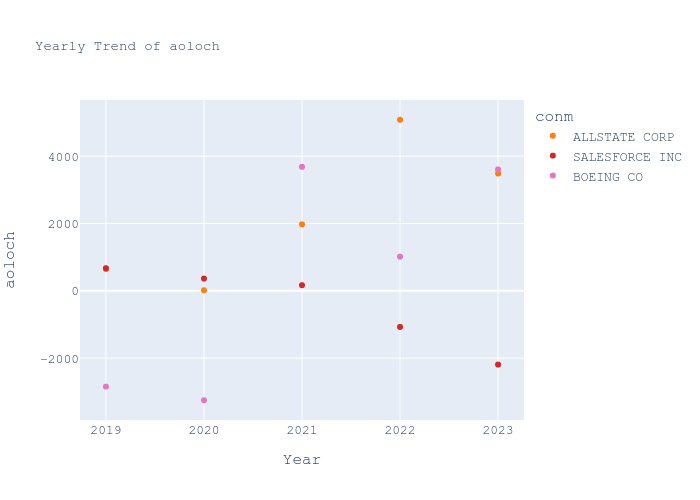 Yearly Trend of aoloch
conm
ALLSTATE CORP
SALESFORCE INC
BOEING CO
4000
2000
0
−2000
aoloch
2019 2020 2021 2022 2023
Year